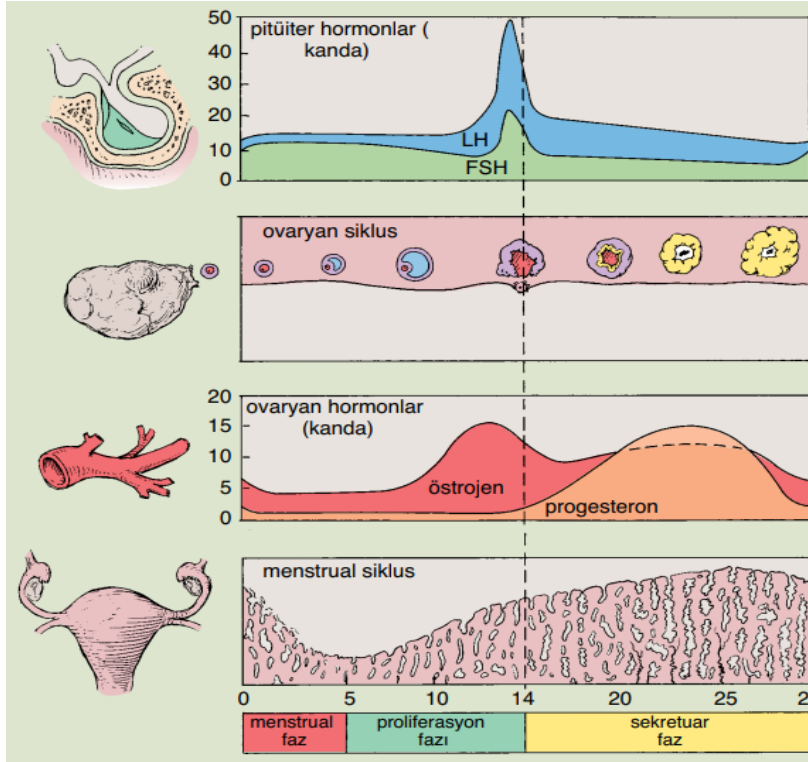 50
pitüiter hormonlar (
kanda)
40
30
20
LH
10
FSH
0
ovaryan siklus
20
ovaryan hormonlar
(kanda)
15
10
östrojen
5
progesteron
0
menstrual siklus
0 5 10 14 20 25 2
menstrual
faz
proliferasyon
fazı
sekretuar
faz